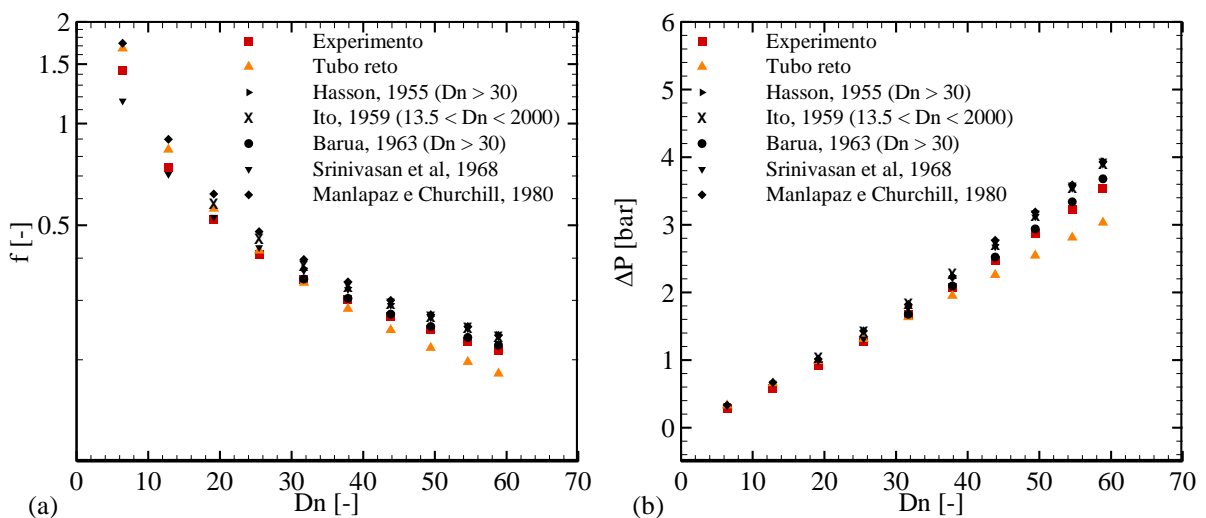 2
1.5
1
0.5
f [-]
0 10 20 30 40 50 60 70
Dn [-]
(a)
Experimento
Tubo reto
Hasson, 1955 (Dn > 30)
Ito, 1959 (13.5 < Dn < 2000)
Barua, 1963 (Dn > 30)
Srinivasan et al, 1968
Manlapaz e Churchill, 1980
6
5
4
3
2
1
0
ΔP [bar]
0 10 20 30 40 50 60 70
Dn [-]
(b)
Experimento
Tubo reto
Hasson, 1955 (Dn > 30)
Ito, 1959 (13.5 < Dn < 2000)
Barua, 1963 (Dn > 30)
Srinivasan et al, 1968
Manlapaz e Churchill, 1980